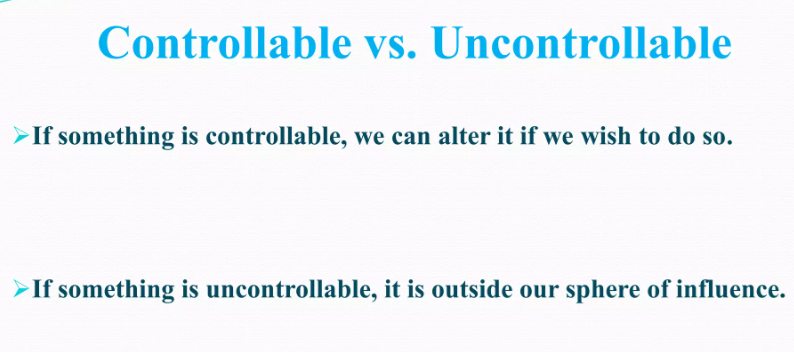 Controllable vs. Uncontrollable
➢If something is controllable, we can alter it if we wish to do so.
➢If something is uncontrollable, it is outside our sphere of influence.